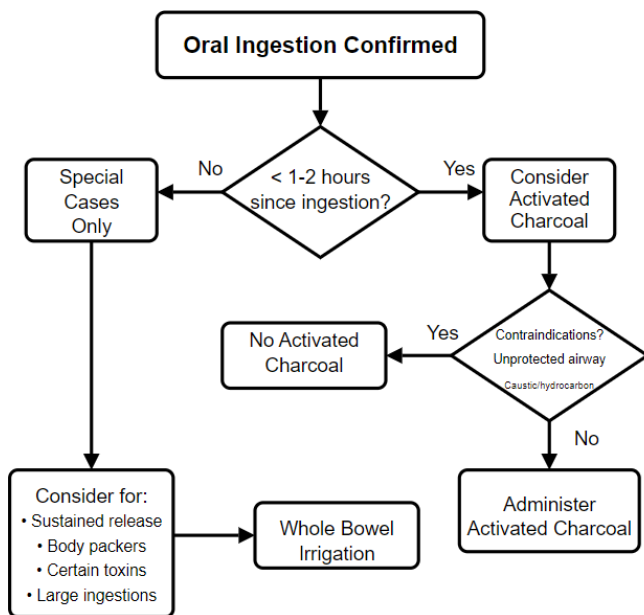 Oral Ingestion Confirmed
No
< 1-2 hours
since ingestion?
Yes
Special
Cases
Only
Consider
Activated
Charcoal
No Activated
Charcoal
Yes
Contraindications?
Unprotected airway
Caustic/hydrocarbon
No
Administer
Activated Charcoal
Consider for:
• Sustained release
• Body packers
• Certain toxins
• Large ingestions
Whole Bowel
Irrigation